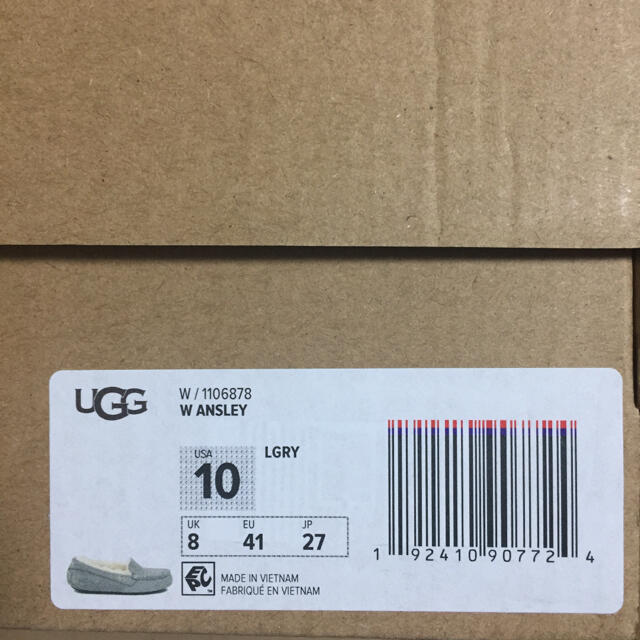 UGG
W / 1106878
W ANSLEY
USA
10
LGRY
UK EU JP
8 41 27
1 92410 90772 4
EPC
MADE IN VIETNAM
FABRIQUÉ EN VIETNAM